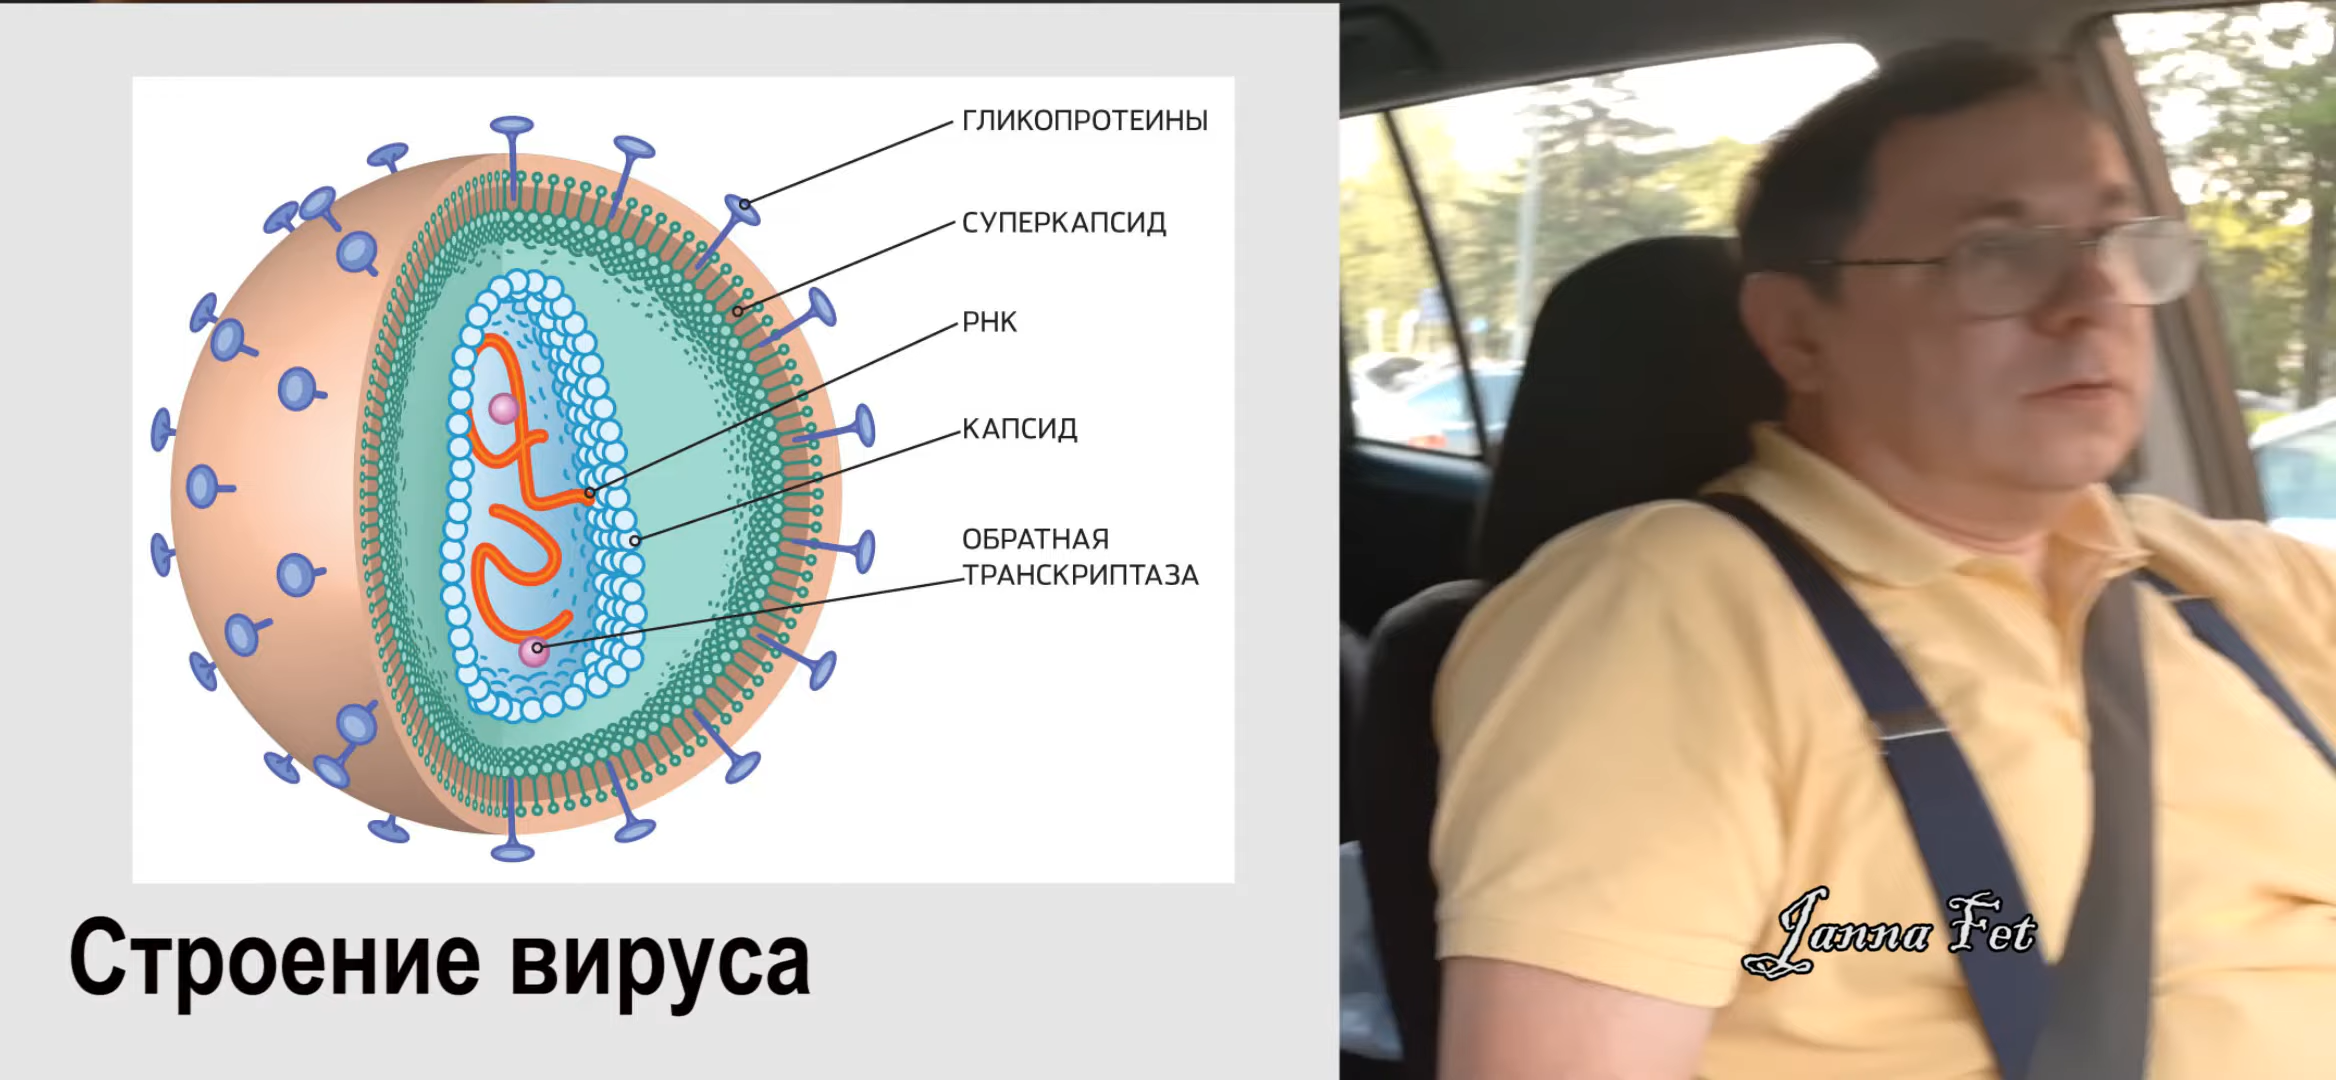 ГЛИКОПРОТЕИНЫ
СУПЕРКАПСИД
РНК
КАПСИД
ОБРАТНАЯ
ТРАНСКРИПТАЗА
Строение вируса
Janna Fet